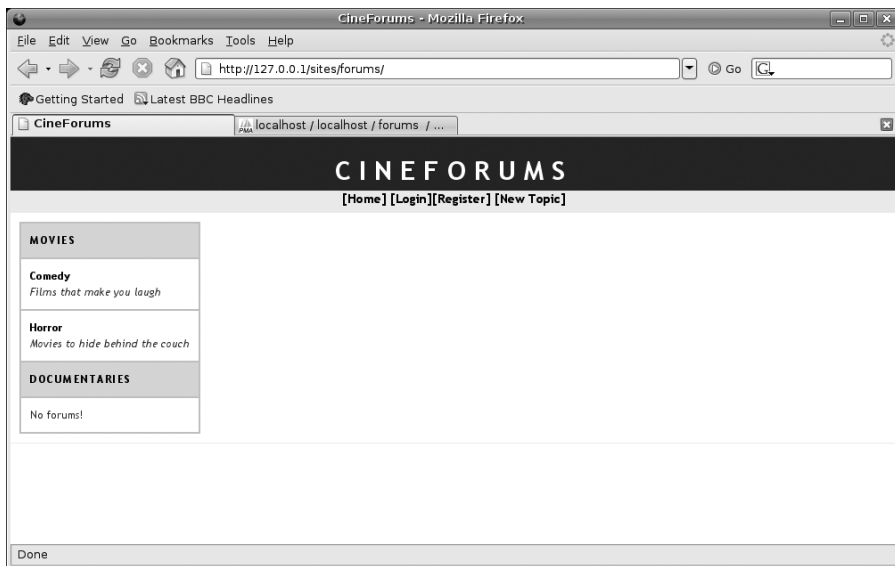 CineForums - Mozilla Firefox
File Edit View Go Bookmarks Tools Help
http://127.0.0.1/sites/forums/ Go G
Getting Started Latest BBC Headlines
CineForums PMA localhost / localhost / forums / ...
CINEFORUMS
[Home] [Login][Register] [New Topic]
MOVIES
Comedy
Films that make you laugh
Horror
Movies to hide behind the couch
DOCUMENTARIES
No forums!
Done